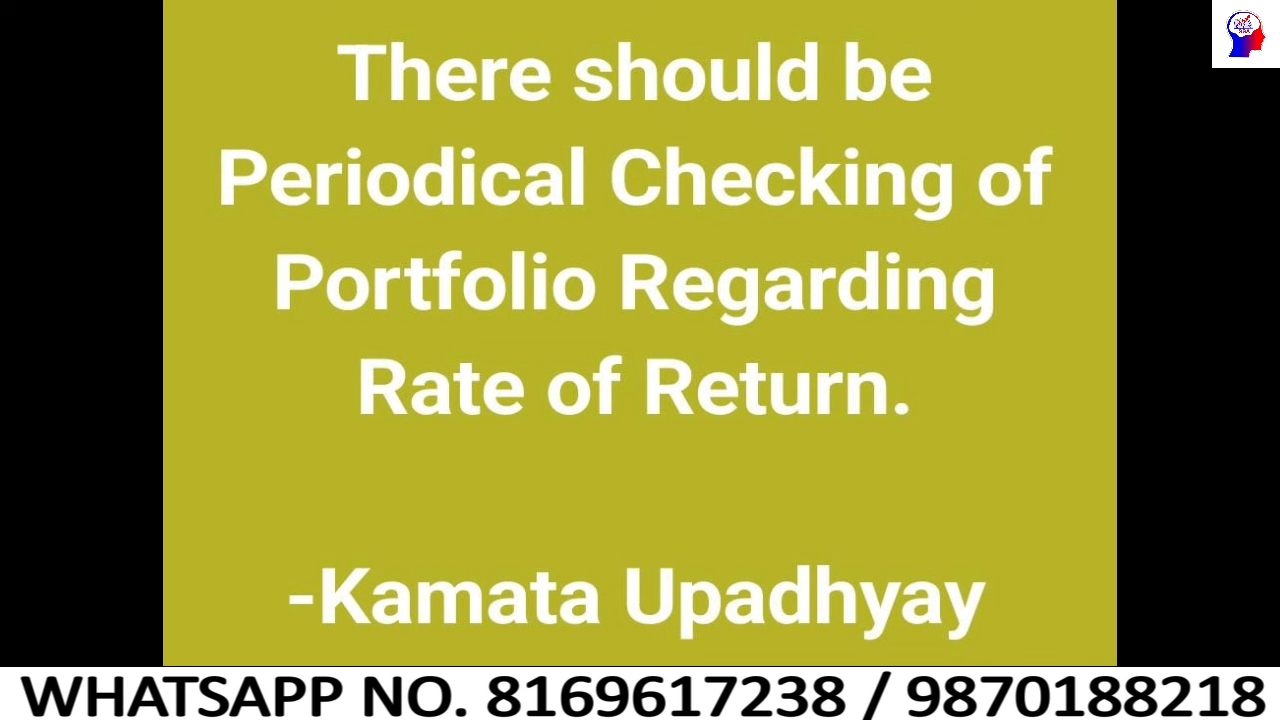 There should be
Periodical Checking of
Portfolio Regarding
Rate of Return.
-Kamata Upadhyay
WHATSAPP NO. 8169617238 / 9870188218